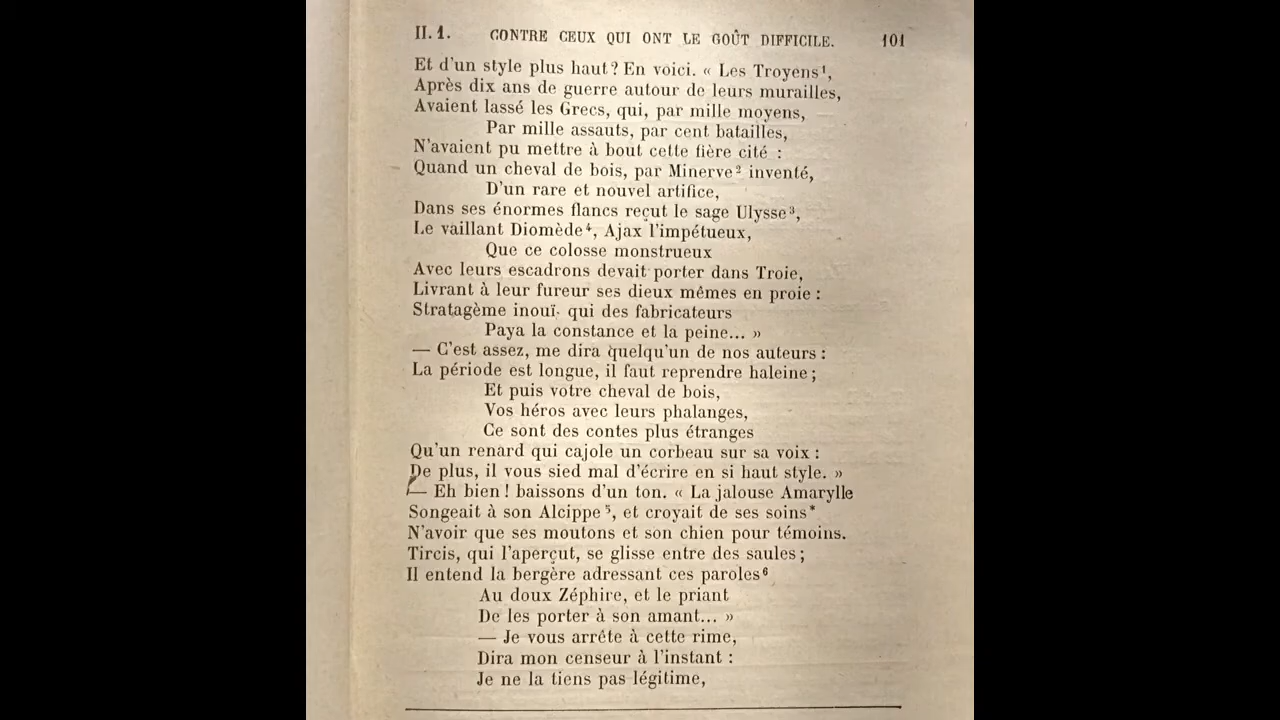 II. 1. CONTRE CEUX QUI ONT LE GOÛT DIFFICILE. 101
Et d'un style plus haut? En voici. « Les Troyens¹,
Après dix ans de guerre autour de leurs murailles,
Avaient lassé les Grecs, qui, par mille moyens,
Par mille assauts, par cent batailles,
N'avaient pu mettre à bout cette fière cité :
Quand un cheval de bois, par Minerve² inventé,
D'un rare et nouvel artifice,
Dans ses énormes flancs reçut le sage Ulysse³,
Le vaillant Diomède⁴, Ajax l'impétueux,
Que ce colosse monstrueux
Avec leurs escadrons devait porter dans Troie,
Livrant à leur fureur ses dieux mêmes en proie :
Stratagème inouï, qui des fabricateurs
Paya la constance et la peine... »
— C'est assez, me dira quelqu'un de nos auteurs :
La période est longue, il faut reprendre haleine ;
Et puis votre cheval de bois,
Vos héros avec leurs phalanges,
Ce sont des contes plus étranges
Qu'un renard qui cajole un corbeau sur sa voix :
De plus, il vous sied mal d'écrire en si haut style. »
— Eh bien ! baissons d'un ton. « La jalouse Amarylle
Songeait à son Alcippe⁵, et croyait de ses soins*
N'avoir que ses moutons et son chien pour témoins.
Tircis, qui l'aperçut, se glisse entre des saules ;
Il entend la bergère adressant ces paroles⁶
Au doux Zéphire, et le priant
De les porter à son amant... »
— Je vous arrête à cette rime,
Dira mon censeur à l'instant :
Je ne la tiens pas légitime,